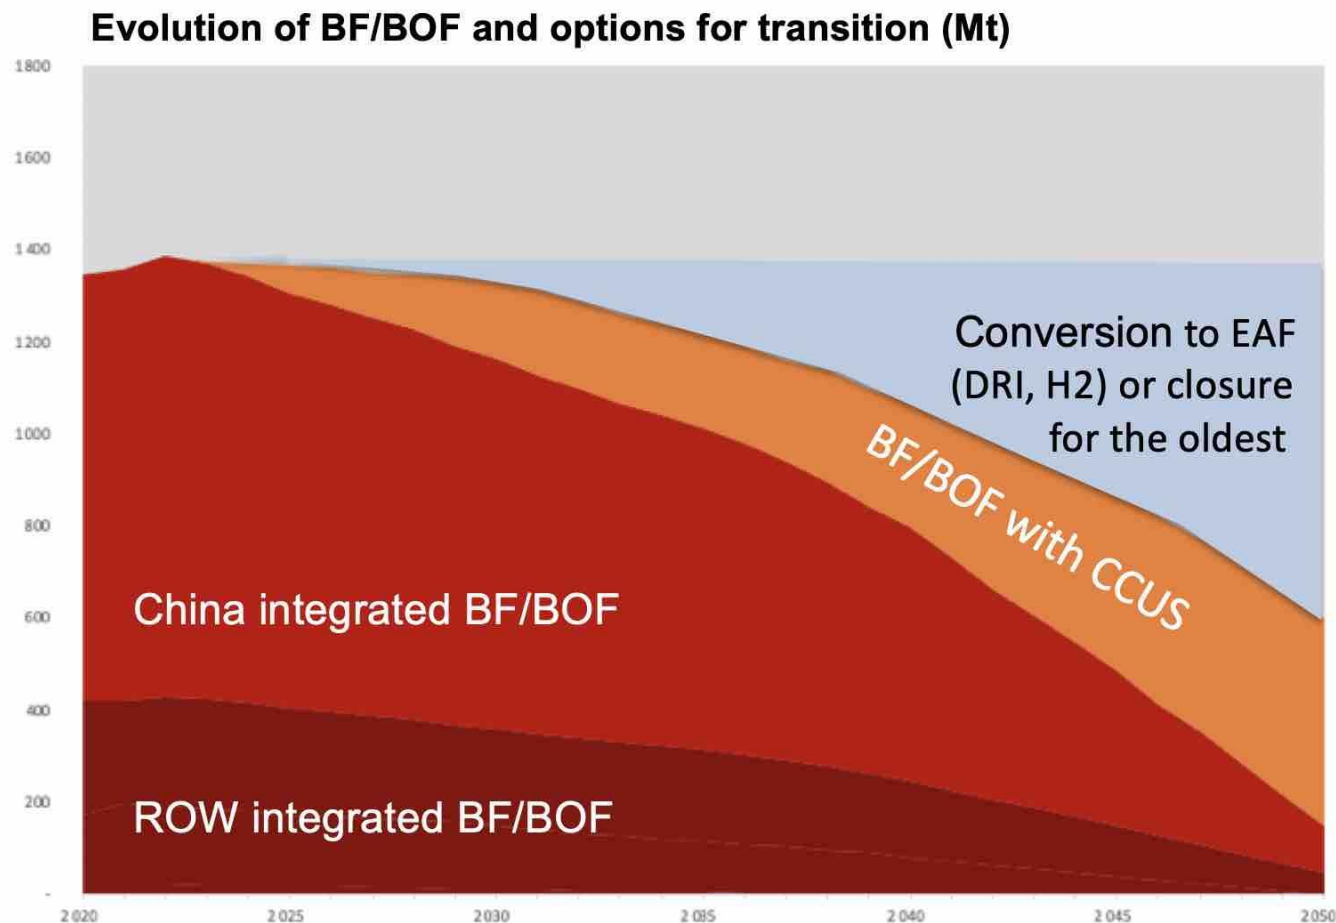 Evolution of BF/BOF and options for transition (Mt)
1800
1600
1400
1200
1000
800
600
400
200
-
Conversion to EAF
(DRI, H2) or closure
for the oldest
BF/BOF with CCUS
China integrated BF/BOF
ROW integrated BF/BOF
2020 2025 2030 2035 2040 2045 2050